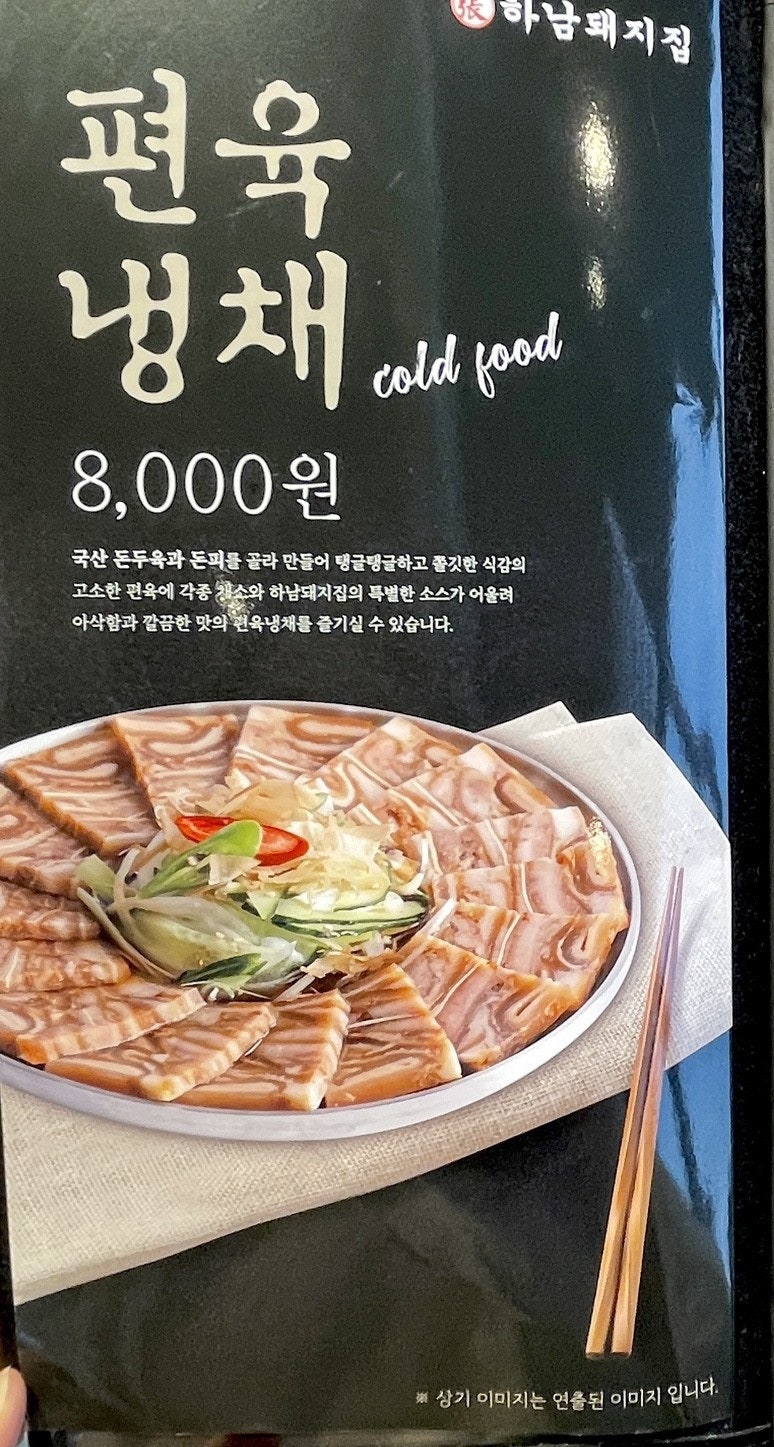 張 하남돼지집
편육
냉채
cold food
8,000원
국산 돈두육과 돈피를 골라 만들어 탱글탱글하고 쫄깃한 식감의
고소한 편육에 각종 채소와 하남돼지집의 특별한 소스가 어울려
아삭함과 깔끔한 맛의 편육냉채를 즐기실 수 있습니다.
※ 상기 이미지는 연출된 이미지 입니다.